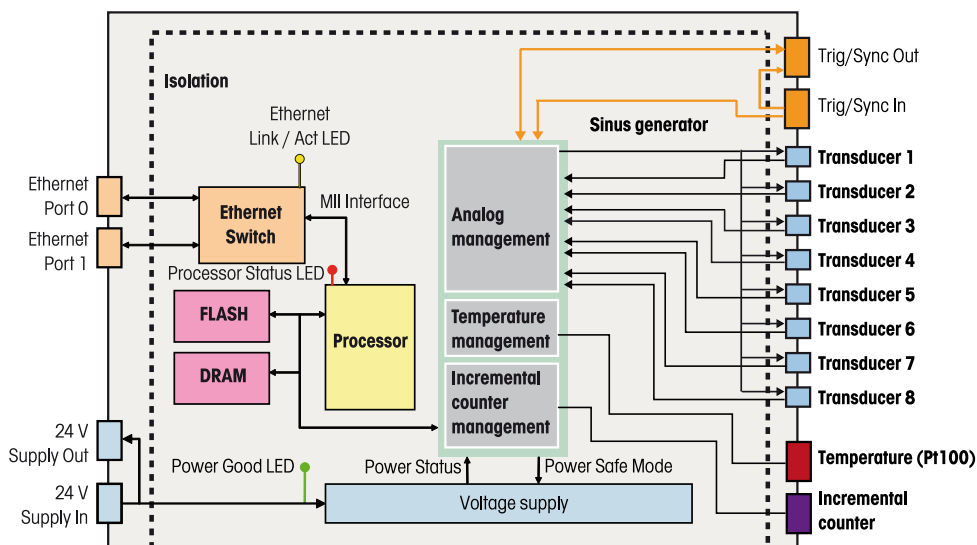 Trig/Sync Out
Isolation
Trig/Sync In
Ethernet
Link / Act LED
Sinus generator
Transducer 1
Ethernet
Port 0
Ethernet
Switch
MII Interface
Analog
management
Transducer 2
Transducer 3
Ethernet
Port 1
Transducer 4
Processor Status LED
Transducer 5
FLASH
Processor
Temperature
management
Transducer 6
Transducer 7
DRAM
Incremental
counter
management
Transducer 8
24 V
Supply Out
Power Good LED
Power Status
Power Safe Mode
Temperature (Pt100)
24 V
Supply In
Voltage supply
Incremental
counter